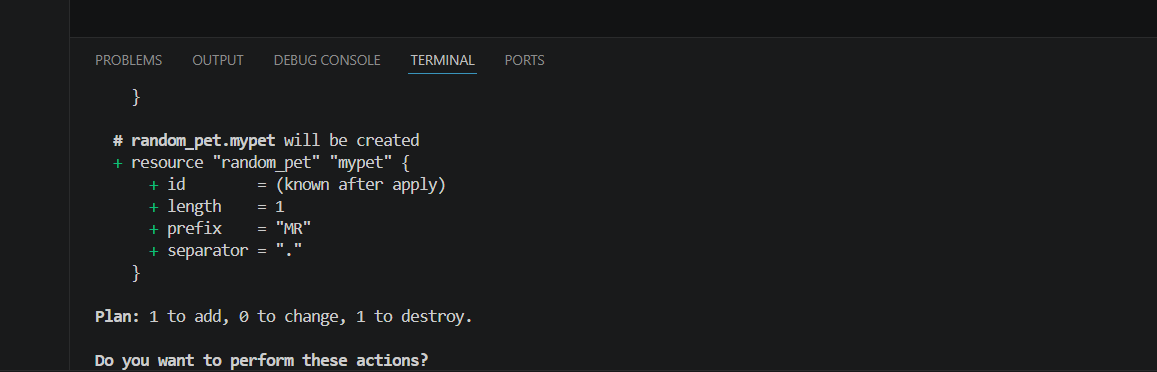 PROBLEMS OUTPUT DEBUG CONSOLE TERMINAL PORTS
}
# random_pet.mypet will be created
+ resource "random_pet" "mypet" {
+ id = (known after apply)
+ length = 1
+ prefix = "MR"
+ separator = "."
}
Plan: 1 to add, 0 to change, 1 to destroy.
Do you want to perform these actions?